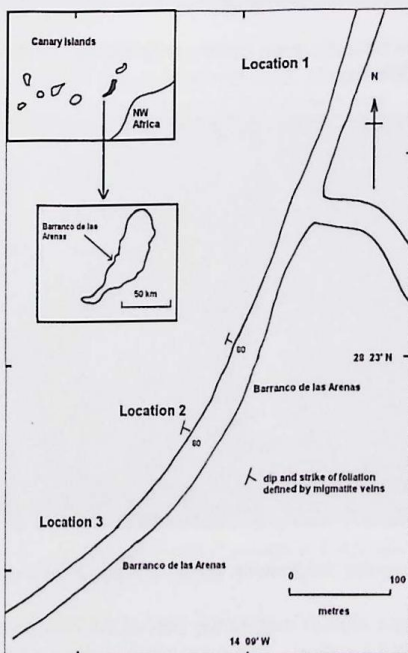 Canary Islands
NW
Africa
Barranco de las
Arenas
50 km
Location 1
N
60
28 23' N
Barranco de las Arenas
Location 2
60
dip and strike of foliation
defined by migmatite veins
Location 3
Barranco de las Arenas
0
100
metres
14 09' W